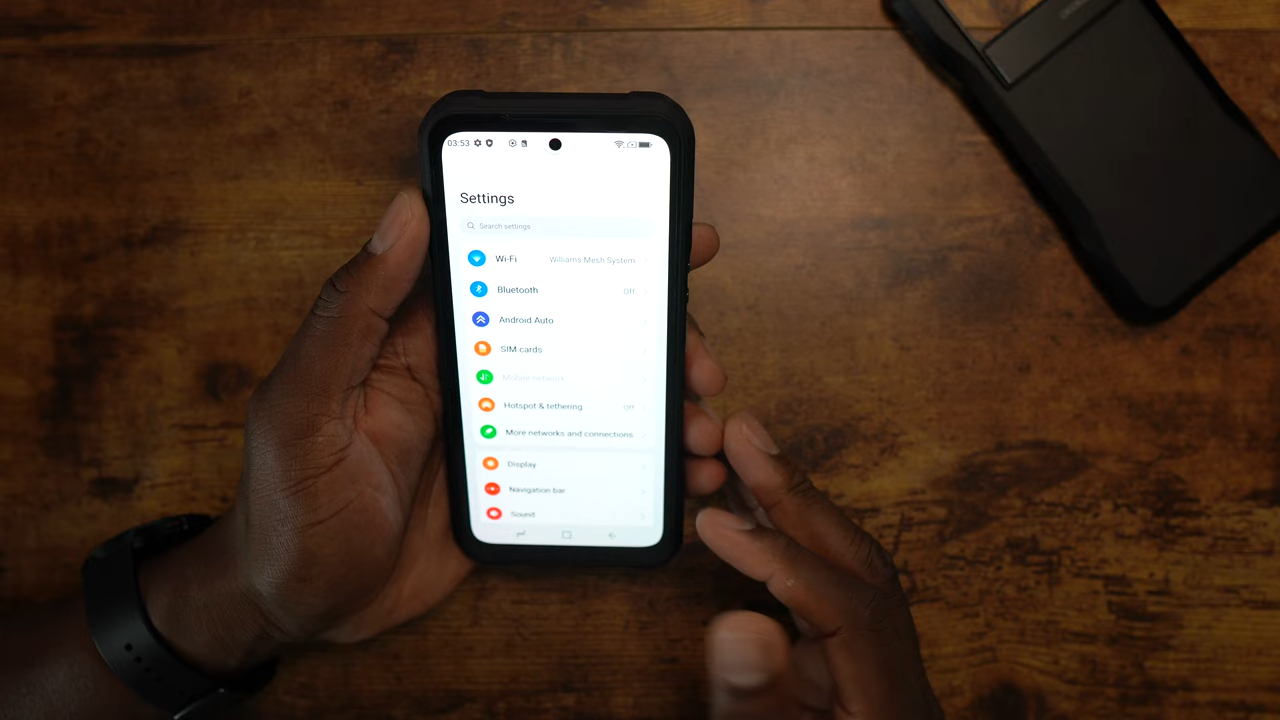 03:53
Settings
Search settings
Wi-Fi Williams Mesh System
Bluetooth Off
Android Auto
SIM cards
Mobile network
Hotspot & tethering Off
More networks and connections
Display
Navigation bar
Sound